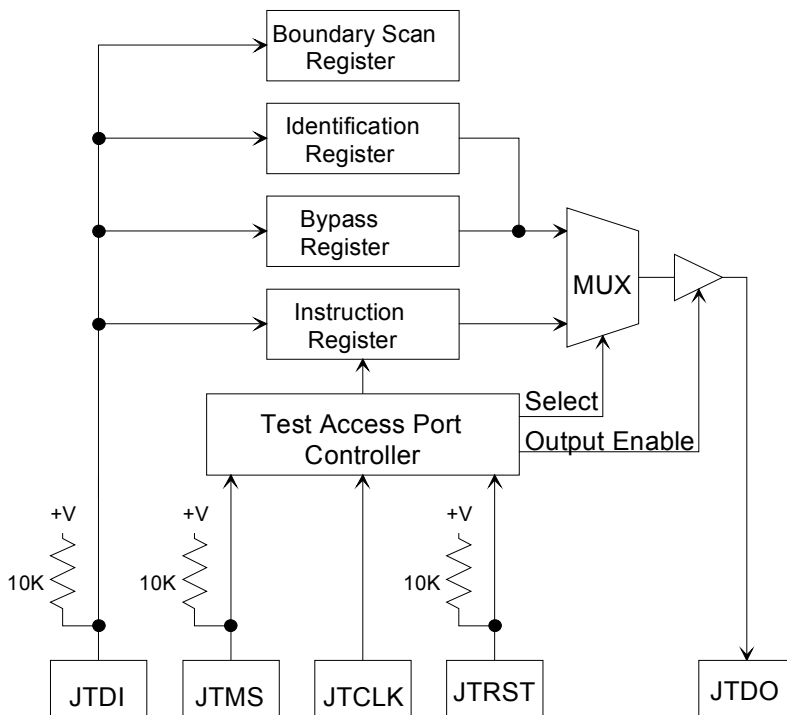 Boundary Scan
Register
Identification
Register
Bypass
Register
Instruction
Register
MUX
Select
Output Enable
Test Access Port
Controller
+V
+V
+V
10K
10K
10K
JTDI
JTMS
JTCLK
JTRST
JTDO